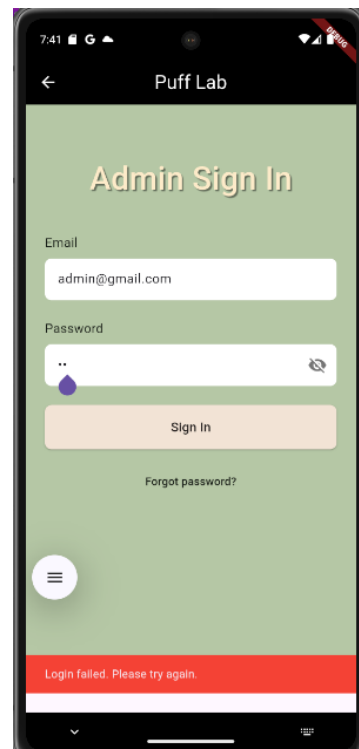 7:41 G
DEBUG
Puff Lab
Admin Sign In
Email
admin@gmail.com
Password
••
Sign In
Forgot password?
Login failed. Please try again.